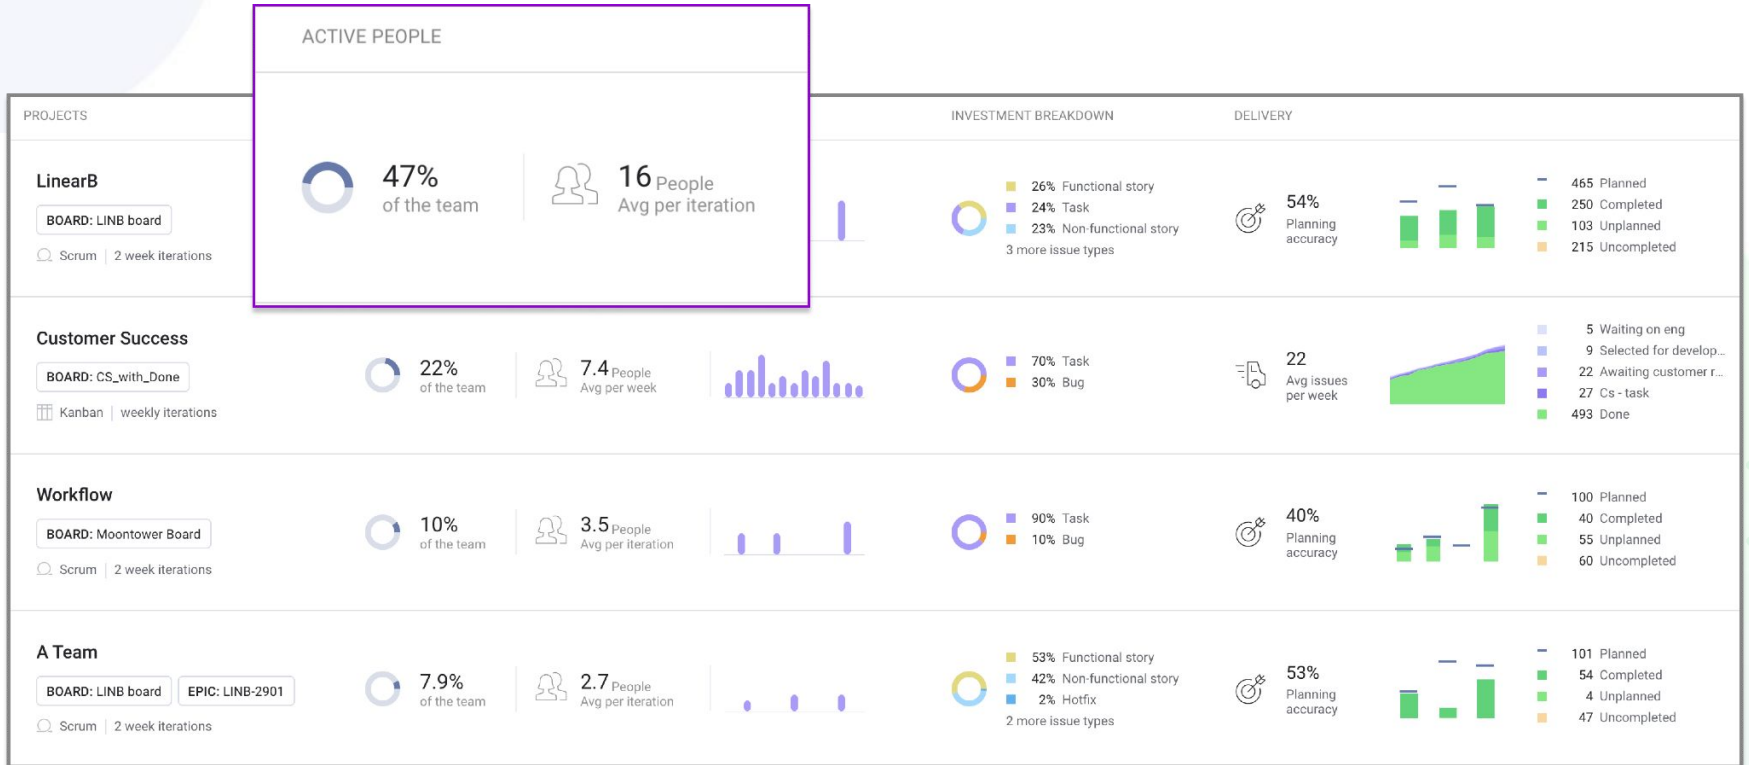 ACTIVE PEOPLE
PROJECTS
INVESTMENT BREAKDOWN
DELIVERY
LinearB
BOARD: LINB board
Scrum | 2 week iterations
47%
of the team
16 People
Avg per iteration
26% Functional story
24% Task
23% Non-functional story
3 more issue types
54%
Planning
accuracy
465 Planned
250 Completed
103 Unplanned
215 Uncompleted
Customer Success
BOARD: CS_with_Done
Kanban | weekly iterations
22%
of the team
7.4 People
Avg per week
70% Task
30% Bug
22
Avg issues
per week
5 Waiting on eng
9 Selected for develop...
22 Awaiting customer r...
27 Cs - task
493 Done
Workflow
BOARD: Moontower Board
Scrum | 2 week iterations
10%
of the team
3.5 People
Avg per iteration
90% Task
10% Bug
40%
Planning
accuracy
100 Planned
40 Completed
55 Unplanned
60 Uncompleted
A Team
BOARD: LINB board EPIC: LINB-2901
Scrum | 2 week iterations
7.9%
of the team
2.7 People
Avg per iteration
53% Functional story
42% Non-functional story
2% Hotfix
2 more issue types
53%
Planning
accuracy
101 Planned
54 Completed
4 Unplanned
47 Uncompleted